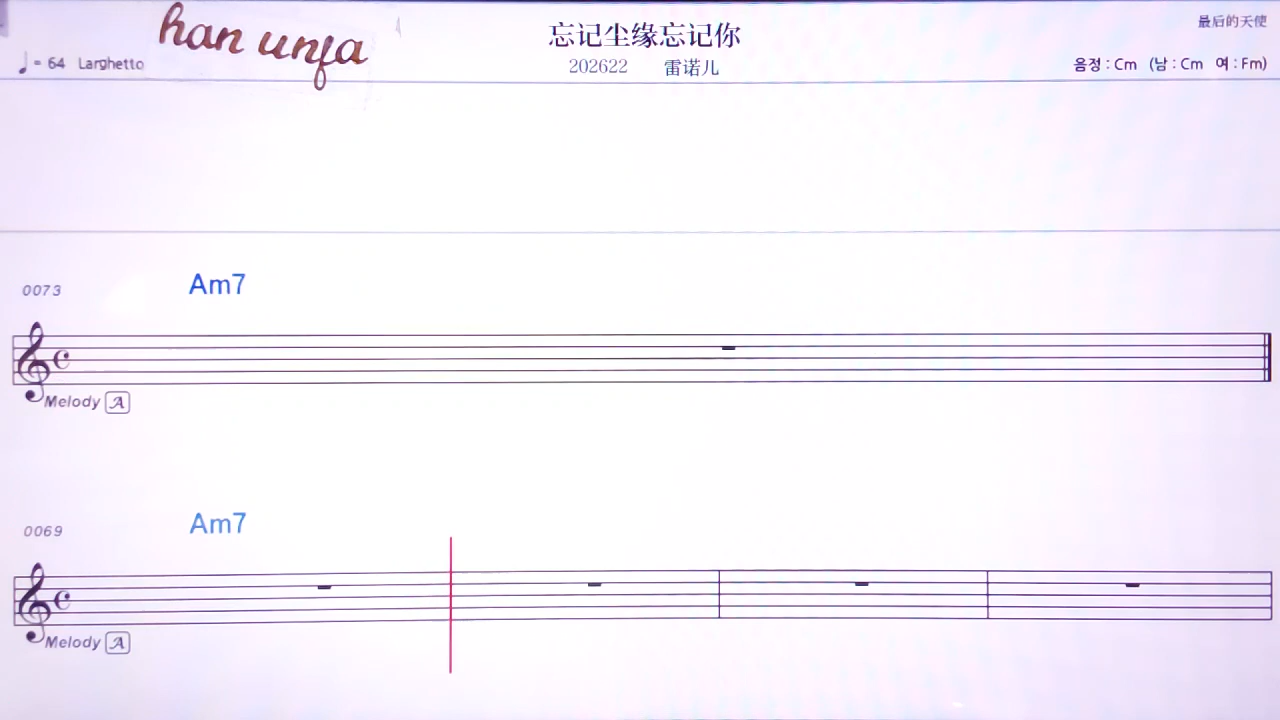 han unfa
忘记尘缘忘记你
最后的天使
♩ = 64 Larghetto
202622 雷诺儿
음정 : Cm (남 : Cm 여 : Fm)
0073 Am7
Melody A
0069 Am7
Melody A